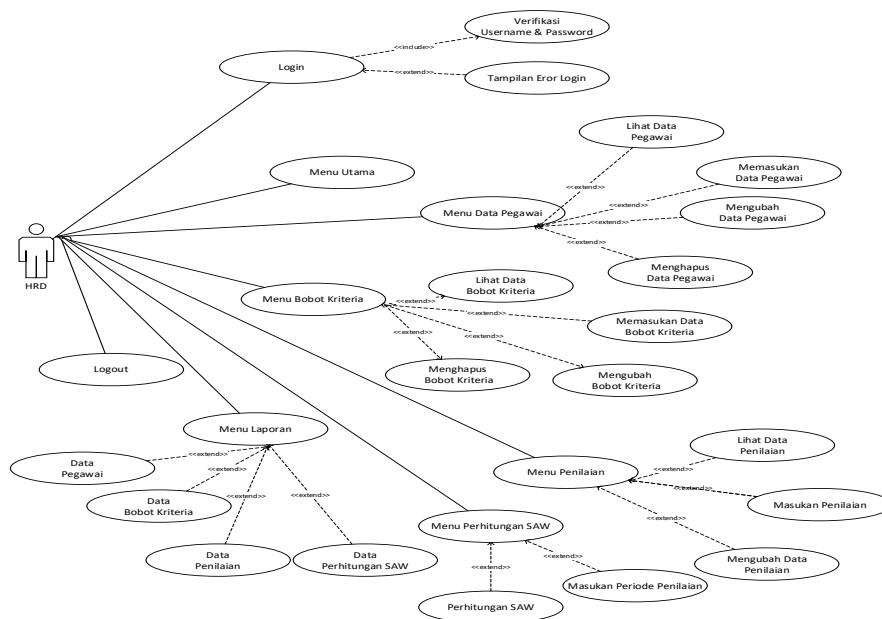 Verifikasi
Username & Password
<<include>>
Login
<<extend>>
Tampilan Eror Login
Lihat Data
Pegawai
Menu Utama
Memasukan
Data Pegawai
<<extend>>
<<extend>>
Menu Data Pegawai
<<extend>>
Mengubah
Data Pegawai
<<extend>>
Menghapus
Data Pegawai
HRD
Lihat Data
Bobot Kriteria
Menu Bobot Kriteria
<<extend>>
<<extend>>
Memasukan Data
Bobot Kriteria
<<extend>>
<<extend>>
Menghapus
Bobot Kriteria
Mengubah
Bobot Kriteria
Logout
Menu Laporan
Lihat Data
Penilaian
<<extend>>
Data
Pegawai
<<extend>>
Menu Penilaian
<<extend>>
<<extend>>
<<extend>>
<<extend>>
Data
Bobot Kriteria
Masukan Penilaian
<<extend>>
Menu Perhitungan SAW
<<extend>>
Data
Penilaian
Data
Perhitungan SAW
<<extend>>
Mengubah Data
Penilaian
<<extend>>
Masukan Periode Penilaian
Perhitungan SAW